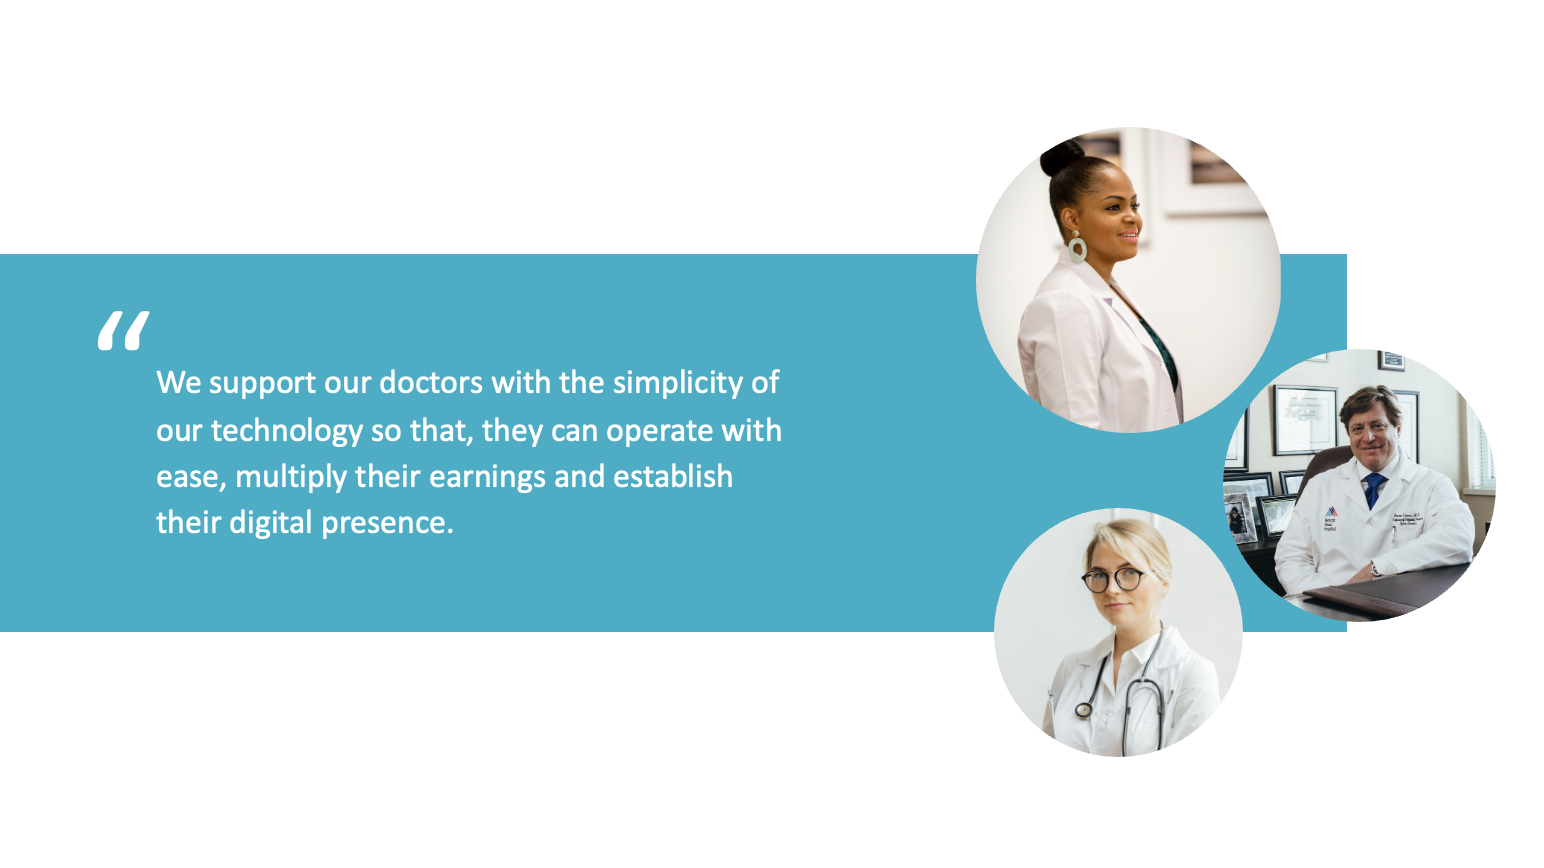 “
We support our doctors with the simplicity of
our technology so that, they can operate with
ease, multiply their earnings and establish
their digital presence.